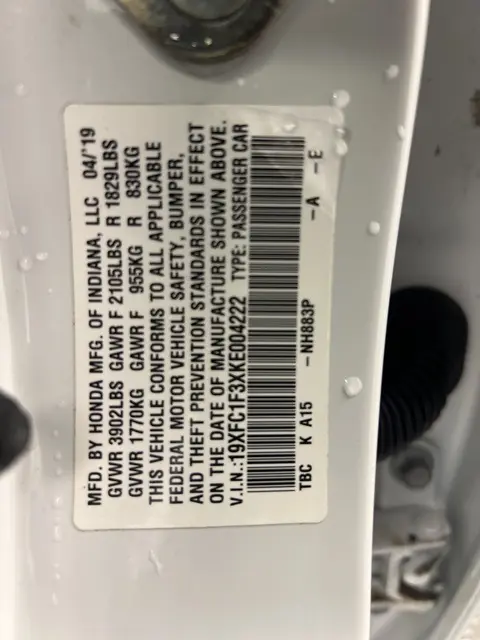 MFD. BY HONDA MFG. OF INDIANA, LLC 04/'19
GVWR 3902LBS GAWR F 2105LBS R 1829LBS
GVWR 1770KG GAWR F 955KG R 830KG
THIS VEHICLE CONFORMS TO ALL APPLICABLE
FEDERAL MOTOR VEHICLE SAFETY, BUMPER,
AND THEFT PREVENTION STANDARDS IN EFFECT
ON THE DATE OF MANUFACTURE SHOWN ABOVE.
V.I.N.:19XFC1F3XKE004222 TYPE: PASSENGER CAR
TBC K A15 -NH883P -A -E